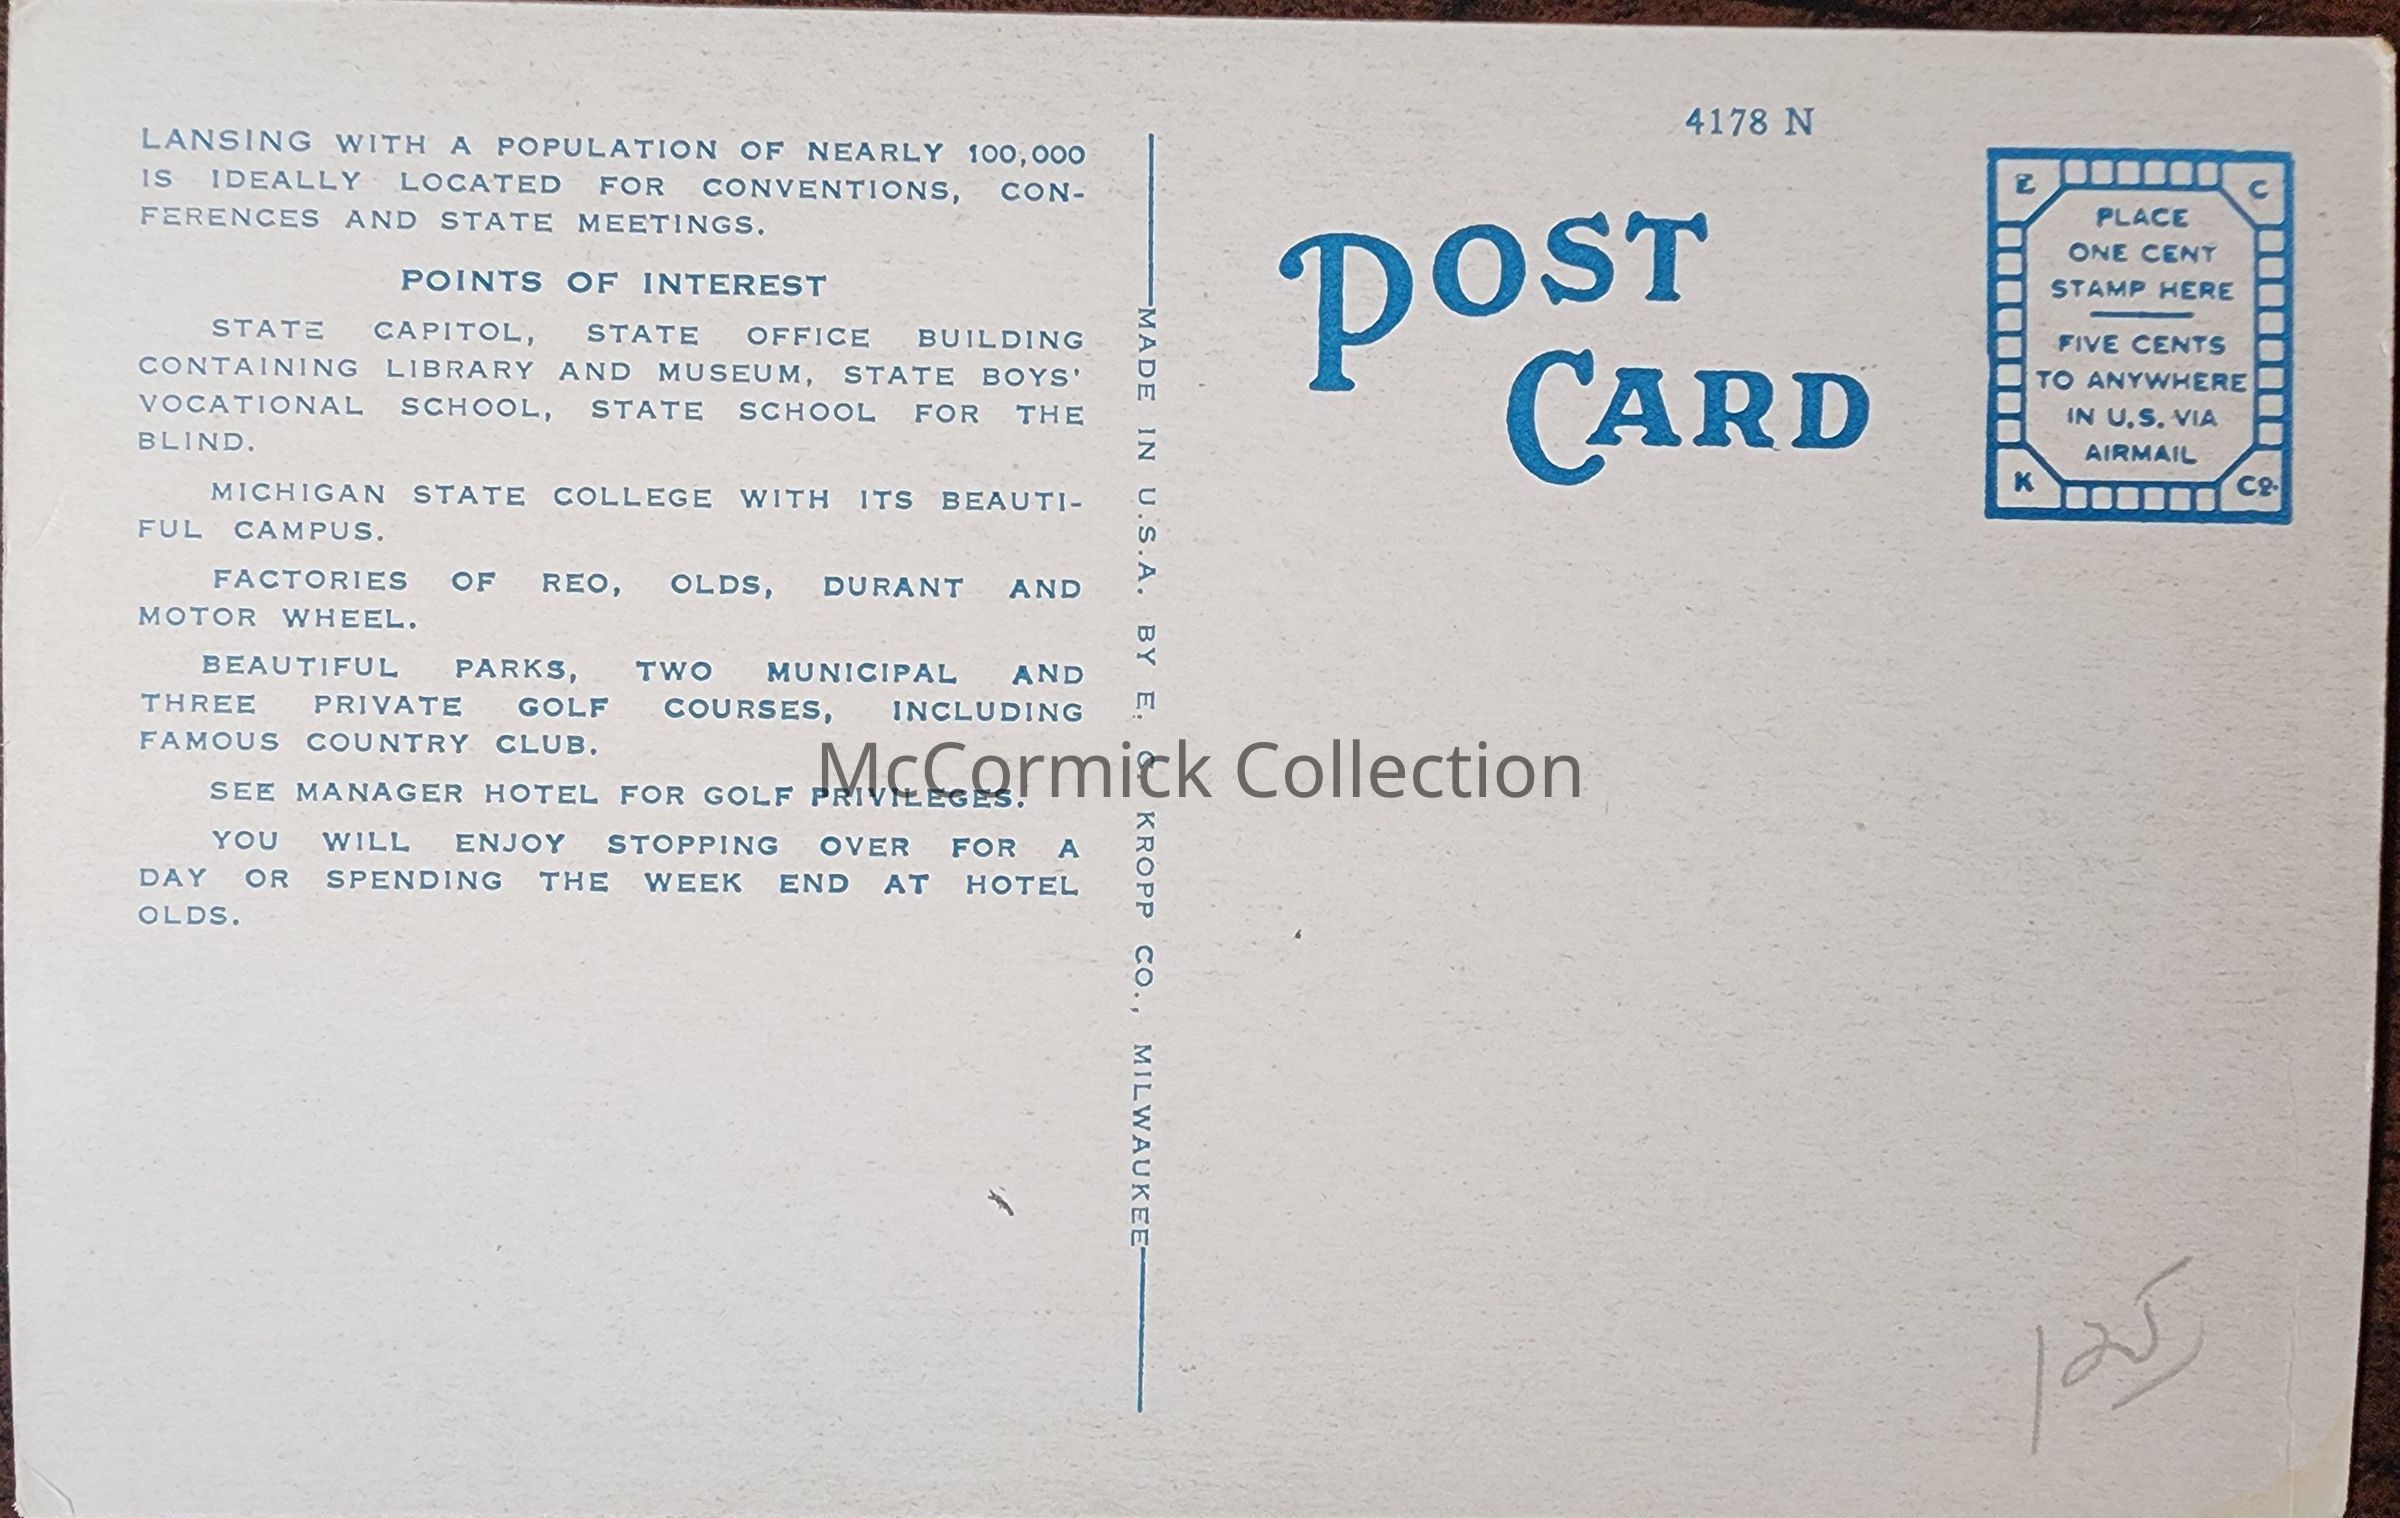 LANSING WITH A POPULATION OF NEARLY 100,000
IS IDEALLY LOCATED FOR CONVENTIONS, CON-
FERENCES AND STATE MEETINGS.
POINTS OF INTEREST
STATE CAPITOL, STATE OFFICE BUILDING
CONTAINING LIBRARY AND MUSEUM, STATE BOYS'
VOCATIONAL SCHOOL, STATE SCHOOL FOR THE
BLIND.
MICHIGAN STATE COLLEGE WITH ITS BEAUTI-
FUL CAMPUS.
FACTORIES OF REO, OLDS, DURANT AND
MOTOR WHEEL.
BEAUTIFUL PARKS, TWO MUNICIPAL AND
THREE PRIVATE GOLF COURSES, INCLUDING
FAMOUS COUNTRY CLUB.
SEE MANAGER HOTEL FOR GOLF PRIVILEGES.
YOU WILL ENJOY STOPPING OVER FOR A
DAY OR SPENDING THE WEEK END AT HOTEL
OLDS.
MADE IN U.S.A. BY E. C. KROPP CO., MILWAUKEE
4178 N
POST
CARD
E C
PLACE
ONE CENT
STAMP HERE
FIVE CENTS
TO ANYWHERE
IN U.S. VIA
AIRMAIL
K CO.
McCormick Collection
125